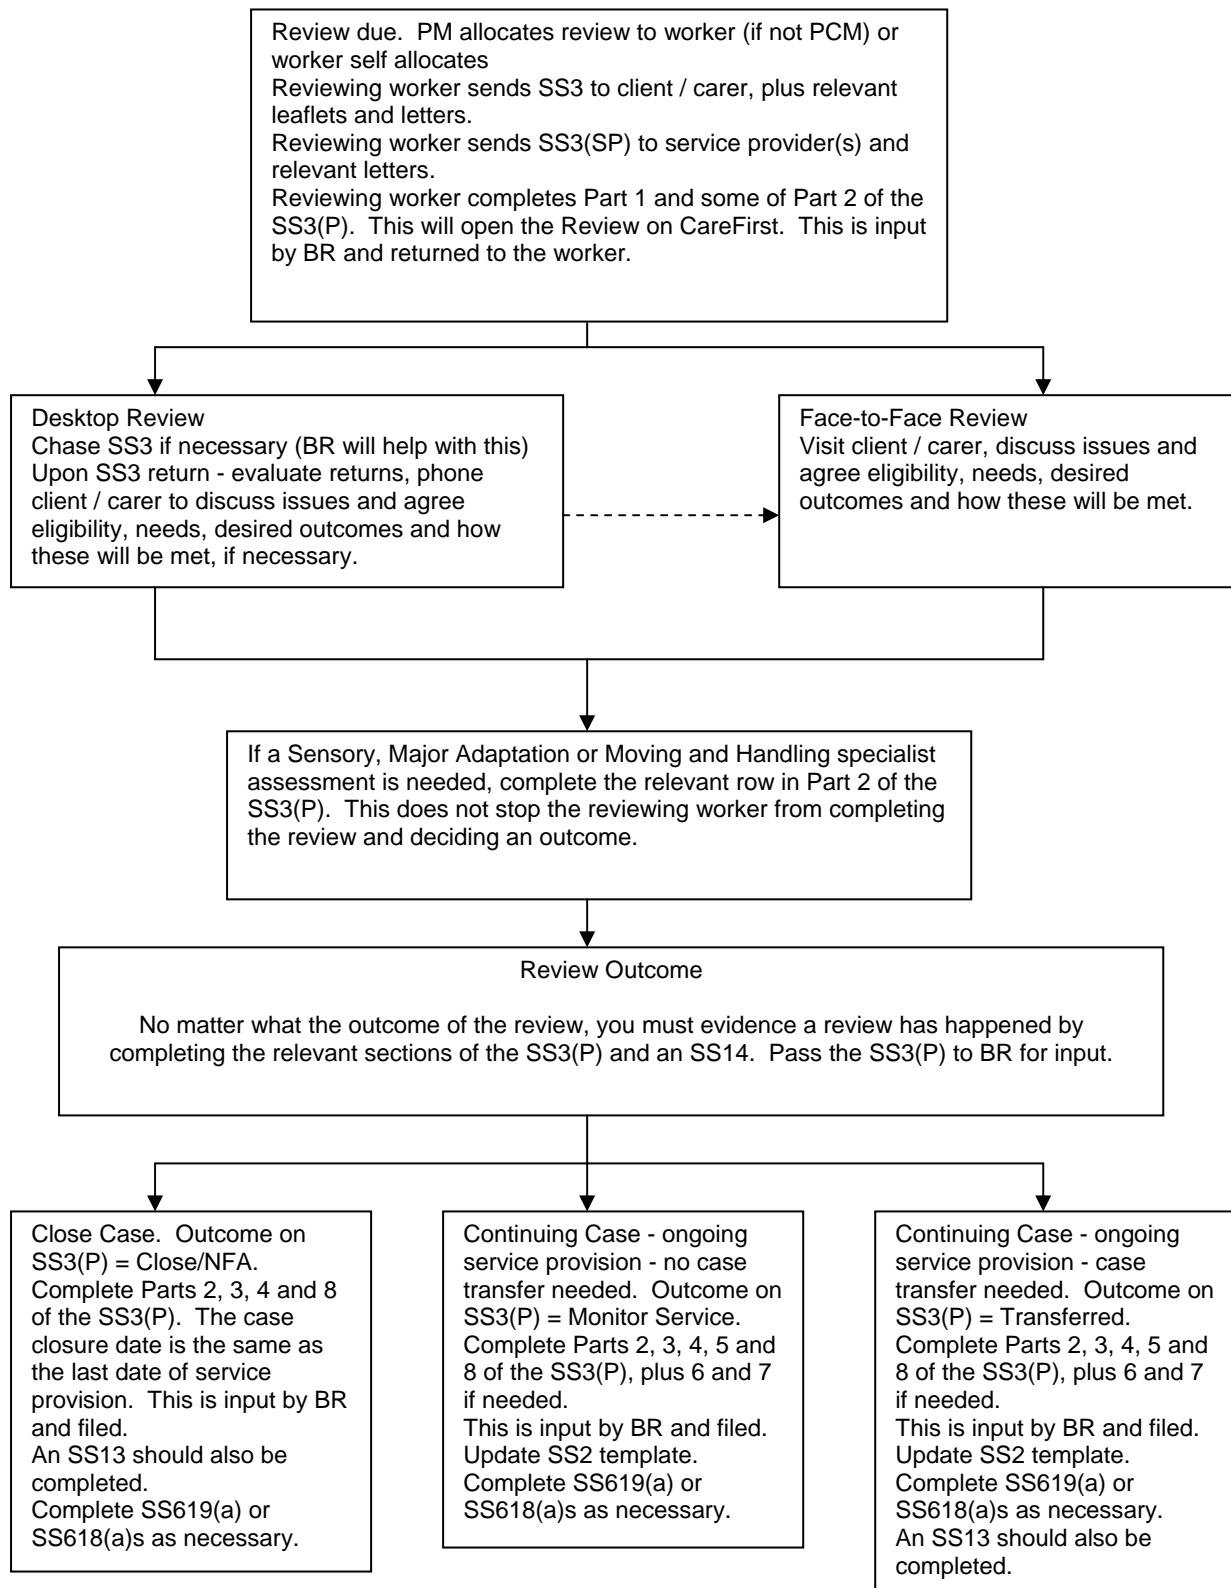 Review due.  PM allocates review to worker (if not PCM) or
worker self allocates
Reviewing worker sends SS3 to client / carer, plus relevant
leaflets and letters.
Reviewing worker sends SS3(SP) to service provider(s) and
relevant letters.
Reviewing worker completes Part 1 and some of Part 2 of the
SS3(P).  This will open the Review on CareFirst.  This is input
by BR and returned to the worker.
Desktop Review
Chase SS3 if necessary (BR will help with this)
Upon SS3 return - evaluate returns, phone
client / carer to discuss issues and agree
eligibility, needs, desired outcomes and how
these will be met, if necessary.
Face-to-Face Review
Visit client / carer, discuss issues and
agree eligibility, needs, desired
outcomes and how these will be met.
If a Sensory, Major Adaptation or Moving and Handling specialist
assessment is needed, complete the relevant row in Part 2 of the
SS3(P).  This does not stop the reviewing worker from completing
the review and deciding an outcome.
Review Outcome
No matter what the outcome of the review, you must evidence a review has happened by
completing the relevant sections of the SS3(P) and an SS14.  Pass the SS3(P) to BR for input.
Close Case.  Outcome on
SS3(P) = Close/NFA.
Complete Parts 2, 3, 4 and 8
of the SS3(P).  The case
closure date is the same as
the last date of service
provision.  This is input by BR
and filed.
An SS13 should also be
completed.
Complete SS619(a) or
SS618(a)s as necessary.
Continuing Case - ongoing
service provision - no case
transfer needed.  Outcome on
SS3(P) = Monitor Service.
Complete Parts 2, 3, 4, 5 and
8 of the SS3(P), plus 6 and 7
if needed.
This is input by BR and filed.
Update SS2 template.
Complete SS619(a) or
SS618(a)s as necessary.
Continuing Case - ongoing
service provision - case
transfer needed.  Outcome on
SS3(P) = Transferred.
Complete Parts 2, 3, 4, 5 and
8 of the SS3(P), plus 6 and 7
if needed.
This is input by BR and filed.
Update SS2 template.
Complete SS619(a) or
SS618(a)s as necessary.
An SS13 should also be
completed.